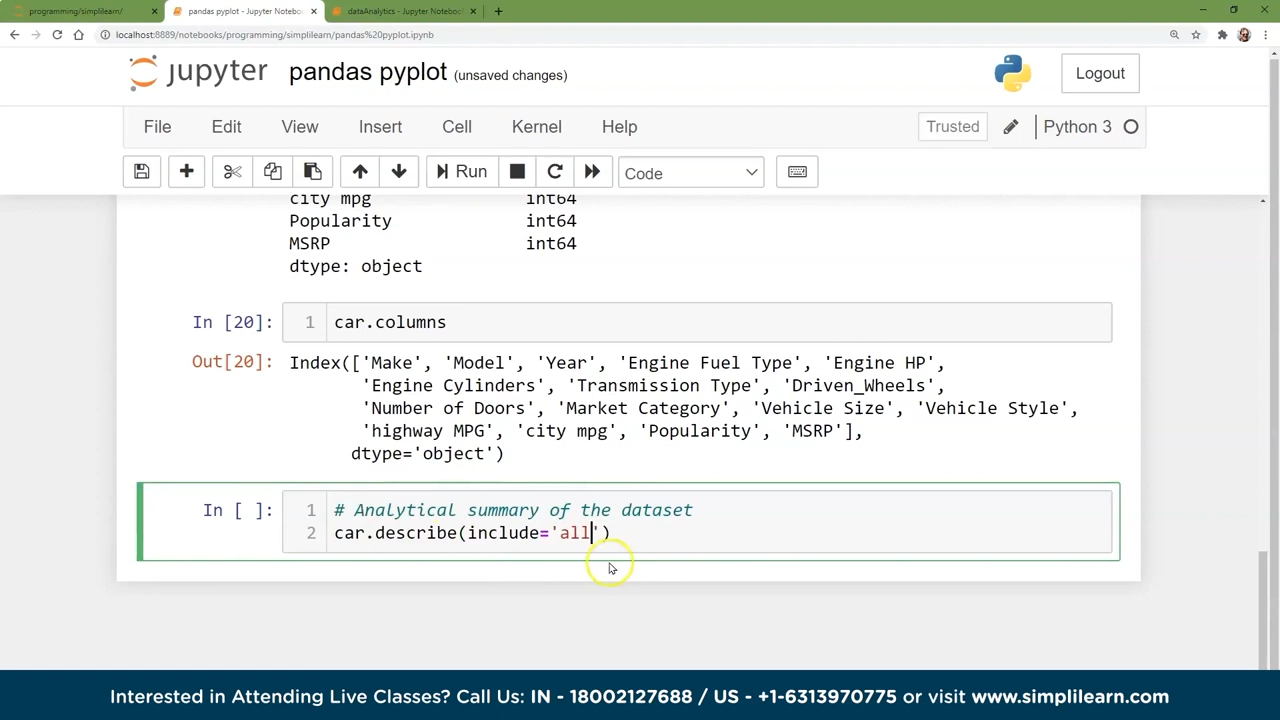 programming/simplilearn/
pandas pyplot - Jupyter Noteboo
dataAnalytics - Jupyter Notebook
localhost:8889/notebooks/programming/simplilearn/pandas%20pyplot.ipynb
jupyter pandas pyplot (unsaved changes)
Logout
File Edit View Insert Cell Kernel Help
Trusted Python 3
Run Code
city mpg int64
Popularity int64
MSRP int64
dtype: object
In [20]: 1 car.columns
Out[20]: Index(['Make', 'Model', 'Year', 'Engine Fuel Type', 'Engine HP',
'Engine Cylinders', 'Transmission Type', 'Driven_Wheels',
'Number of Doors', 'Market Category', 'Vehicle Size', 'Vehicle Style',
'highway MPG', 'city mpg', 'Popularity', 'MSRP'],
dtype='object')
In [ ]: 1 # Analytical summary of the dataset
2 car.describe(include='all')
Interested in Attending Live Classes? Call Us: IN - 18002127688 / US - +1-6313970775 or visit www.simplilearn.com